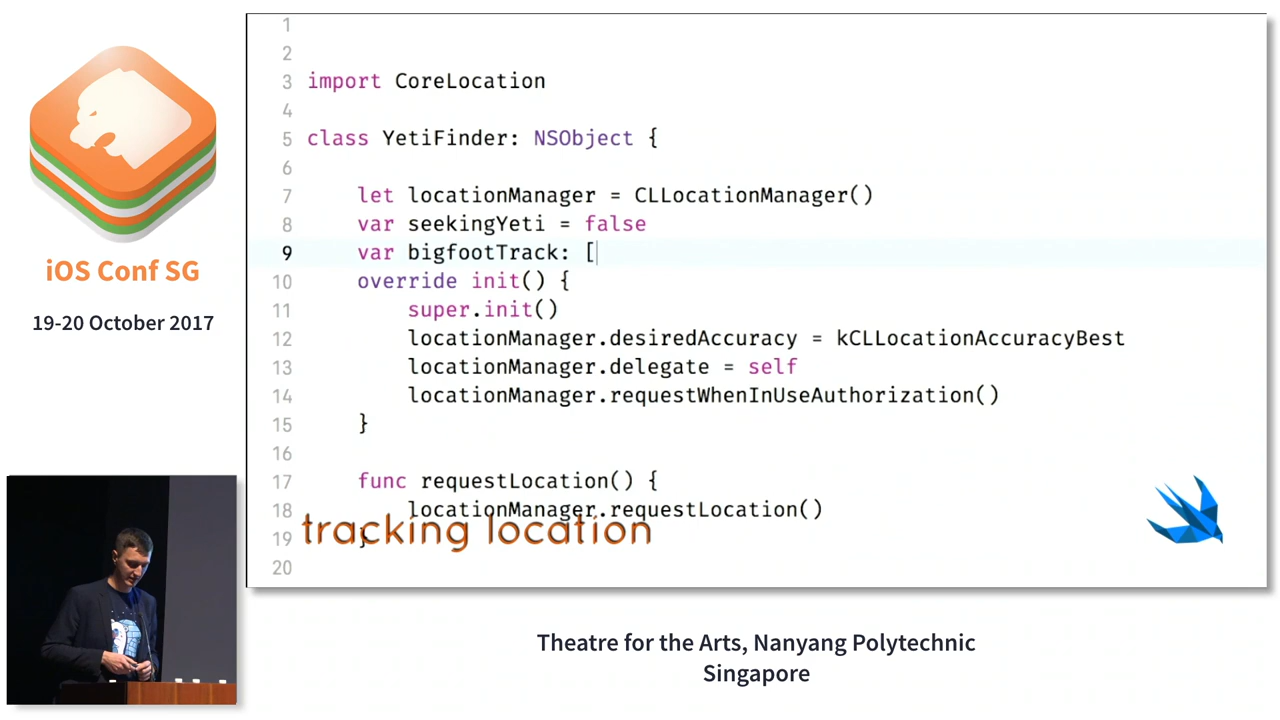 iOS Conf SG
19-20 October 2017
1
2
3 import CoreLocation
4
5 class YetiFinder: NSObject {
6
7 let locationManager = CLLocationManager()
8 var seekingYeti = false
9 var bigfootTrack: [
10 override init() {
11 super.init()
12 locationManager.desiredAccuracy = kCLLocationAccuracyBest
13 locationManager.delegate = self
14 locationManager.requestWhenInUseAuthorization()
15 }
16
17 func requestLocation() {
18 locationManager.requestLocation()
19 }
tracking location
20
Theatre for the Arts, Nanyang Polytechnic
Singapore